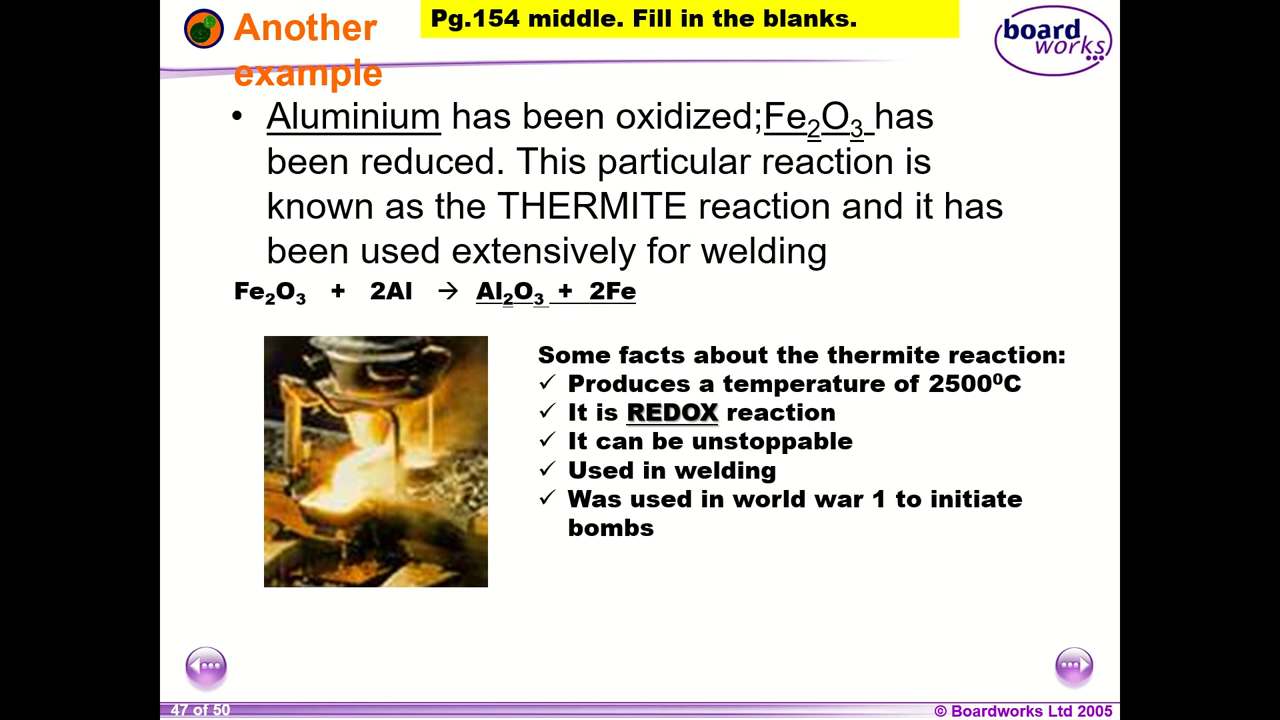 Another
example
Pg.154 middle. Fill in the blanks.
board
works
• Aluminium has been oxidized;Fe₂O₃ has
been reduced. This particular reaction is
known as the THERMITE reaction and it has
been used extensively for welding
Fe₂O₃ + 2Al → Al₂O₃ + 2Fe
Some facts about the thermite reaction:
✓ Produces a temperature of 2500⁰C
✓ It is REDOX reaction
✓ It can be unstoppable
✓ Used in welding
✓ Was used in world war 1 to initiate
bombs
47 of 50
© Boardworks Ltd 2005